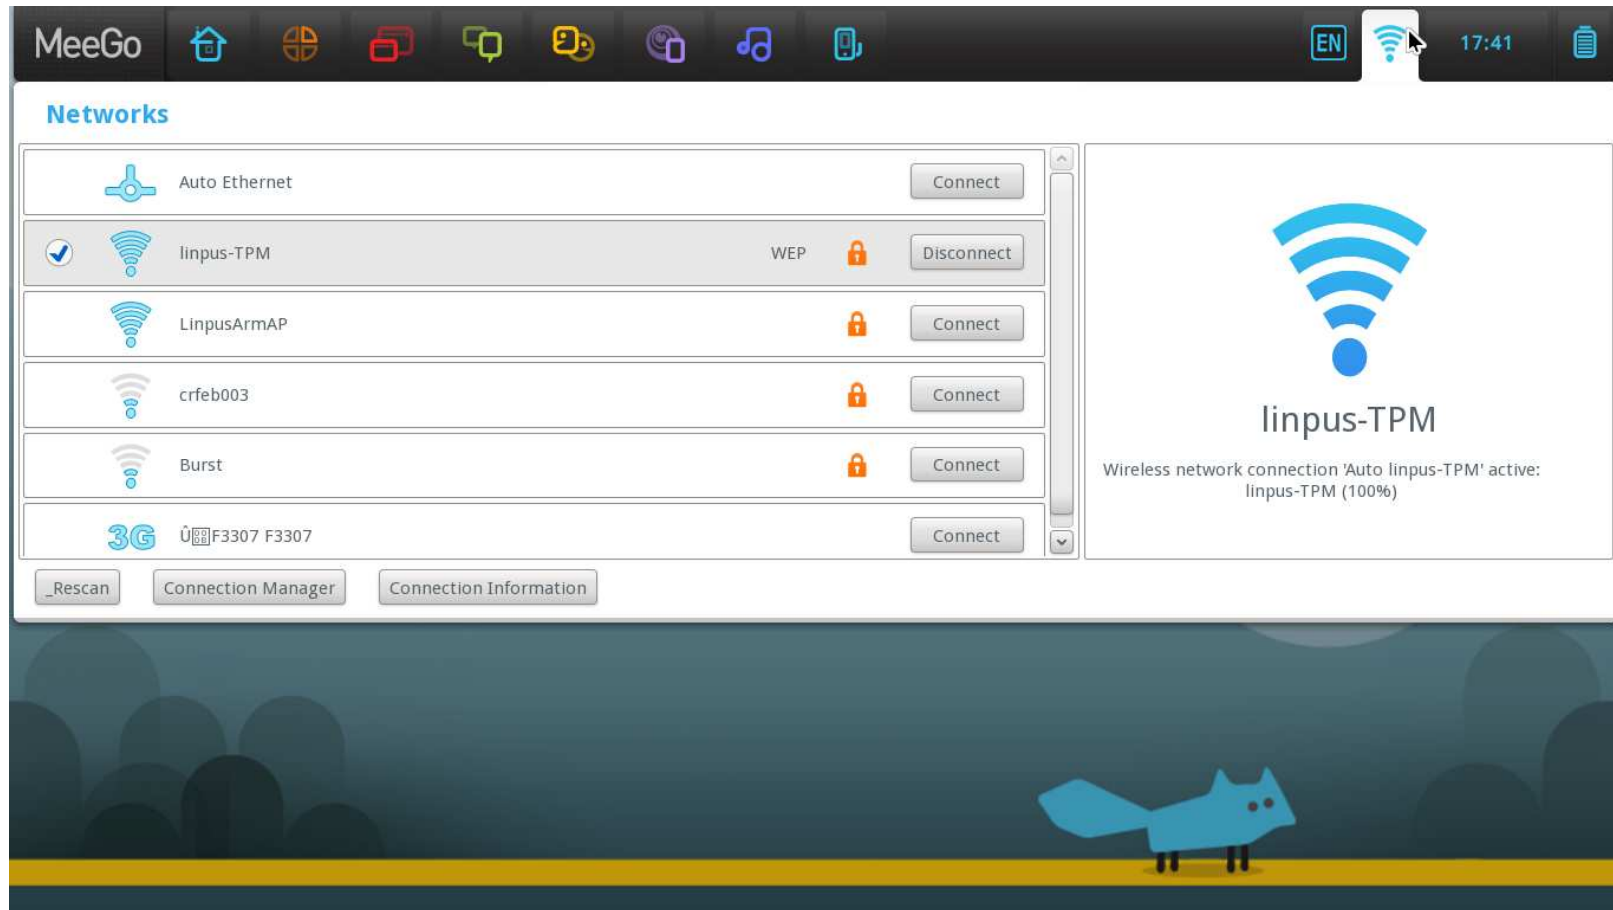 MeeGo
EN
17:41
Networks
Auto Ethernet Connect
linpus-TPM WEP Disconnect
LinpusArmAP Connect
crfeb003 Connect
Burst Connect
3G Û F3307 F3307 Connect
linpus-TPM
Wireless network connection 'Auto linpus-TPM' active:
linpus-TPM (100%)
_Rescan Connection Manager Connection Information